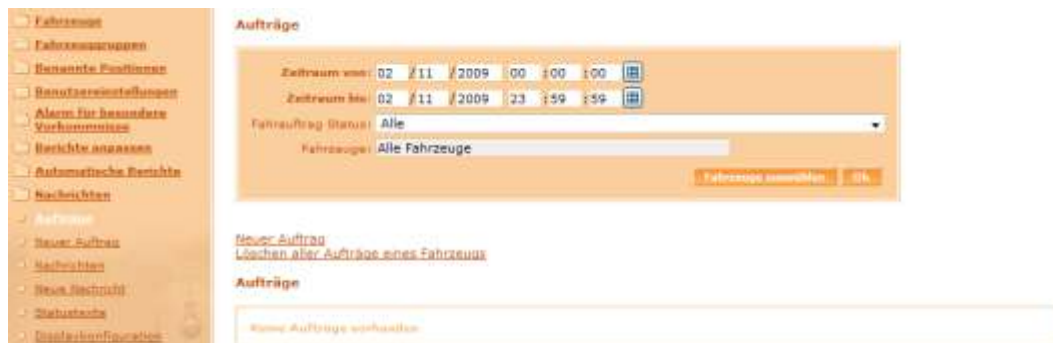 Fahrzeuge
Fahrzeuggruppen
Benannte Positionen
Benutzereinstellungen
Alarm für besondere
Vorkommnisse
Berichte anpassen
Automatische Berichte
Nachrichten
Aufträge
Neuer Auftrag
Nachrichten
Neue Nachricht
Statustexte
Displaykonfiguration
Aufträge
Zeitraum von: 02 / 11 / 2009 00 : 00 : 00
Zeitraum bis: 02 / 11 / 2009 23 : 59 : 59
Fahrauftrag Status: Alle
Fahrzeuge: Alle Fahrzeuge
Fahrzeuge auswählen Ok
Neuer Auftrag
Löschen aller Aufträge eines Fahrzeugs
Aufträge
Keine Aufträge vorhanden